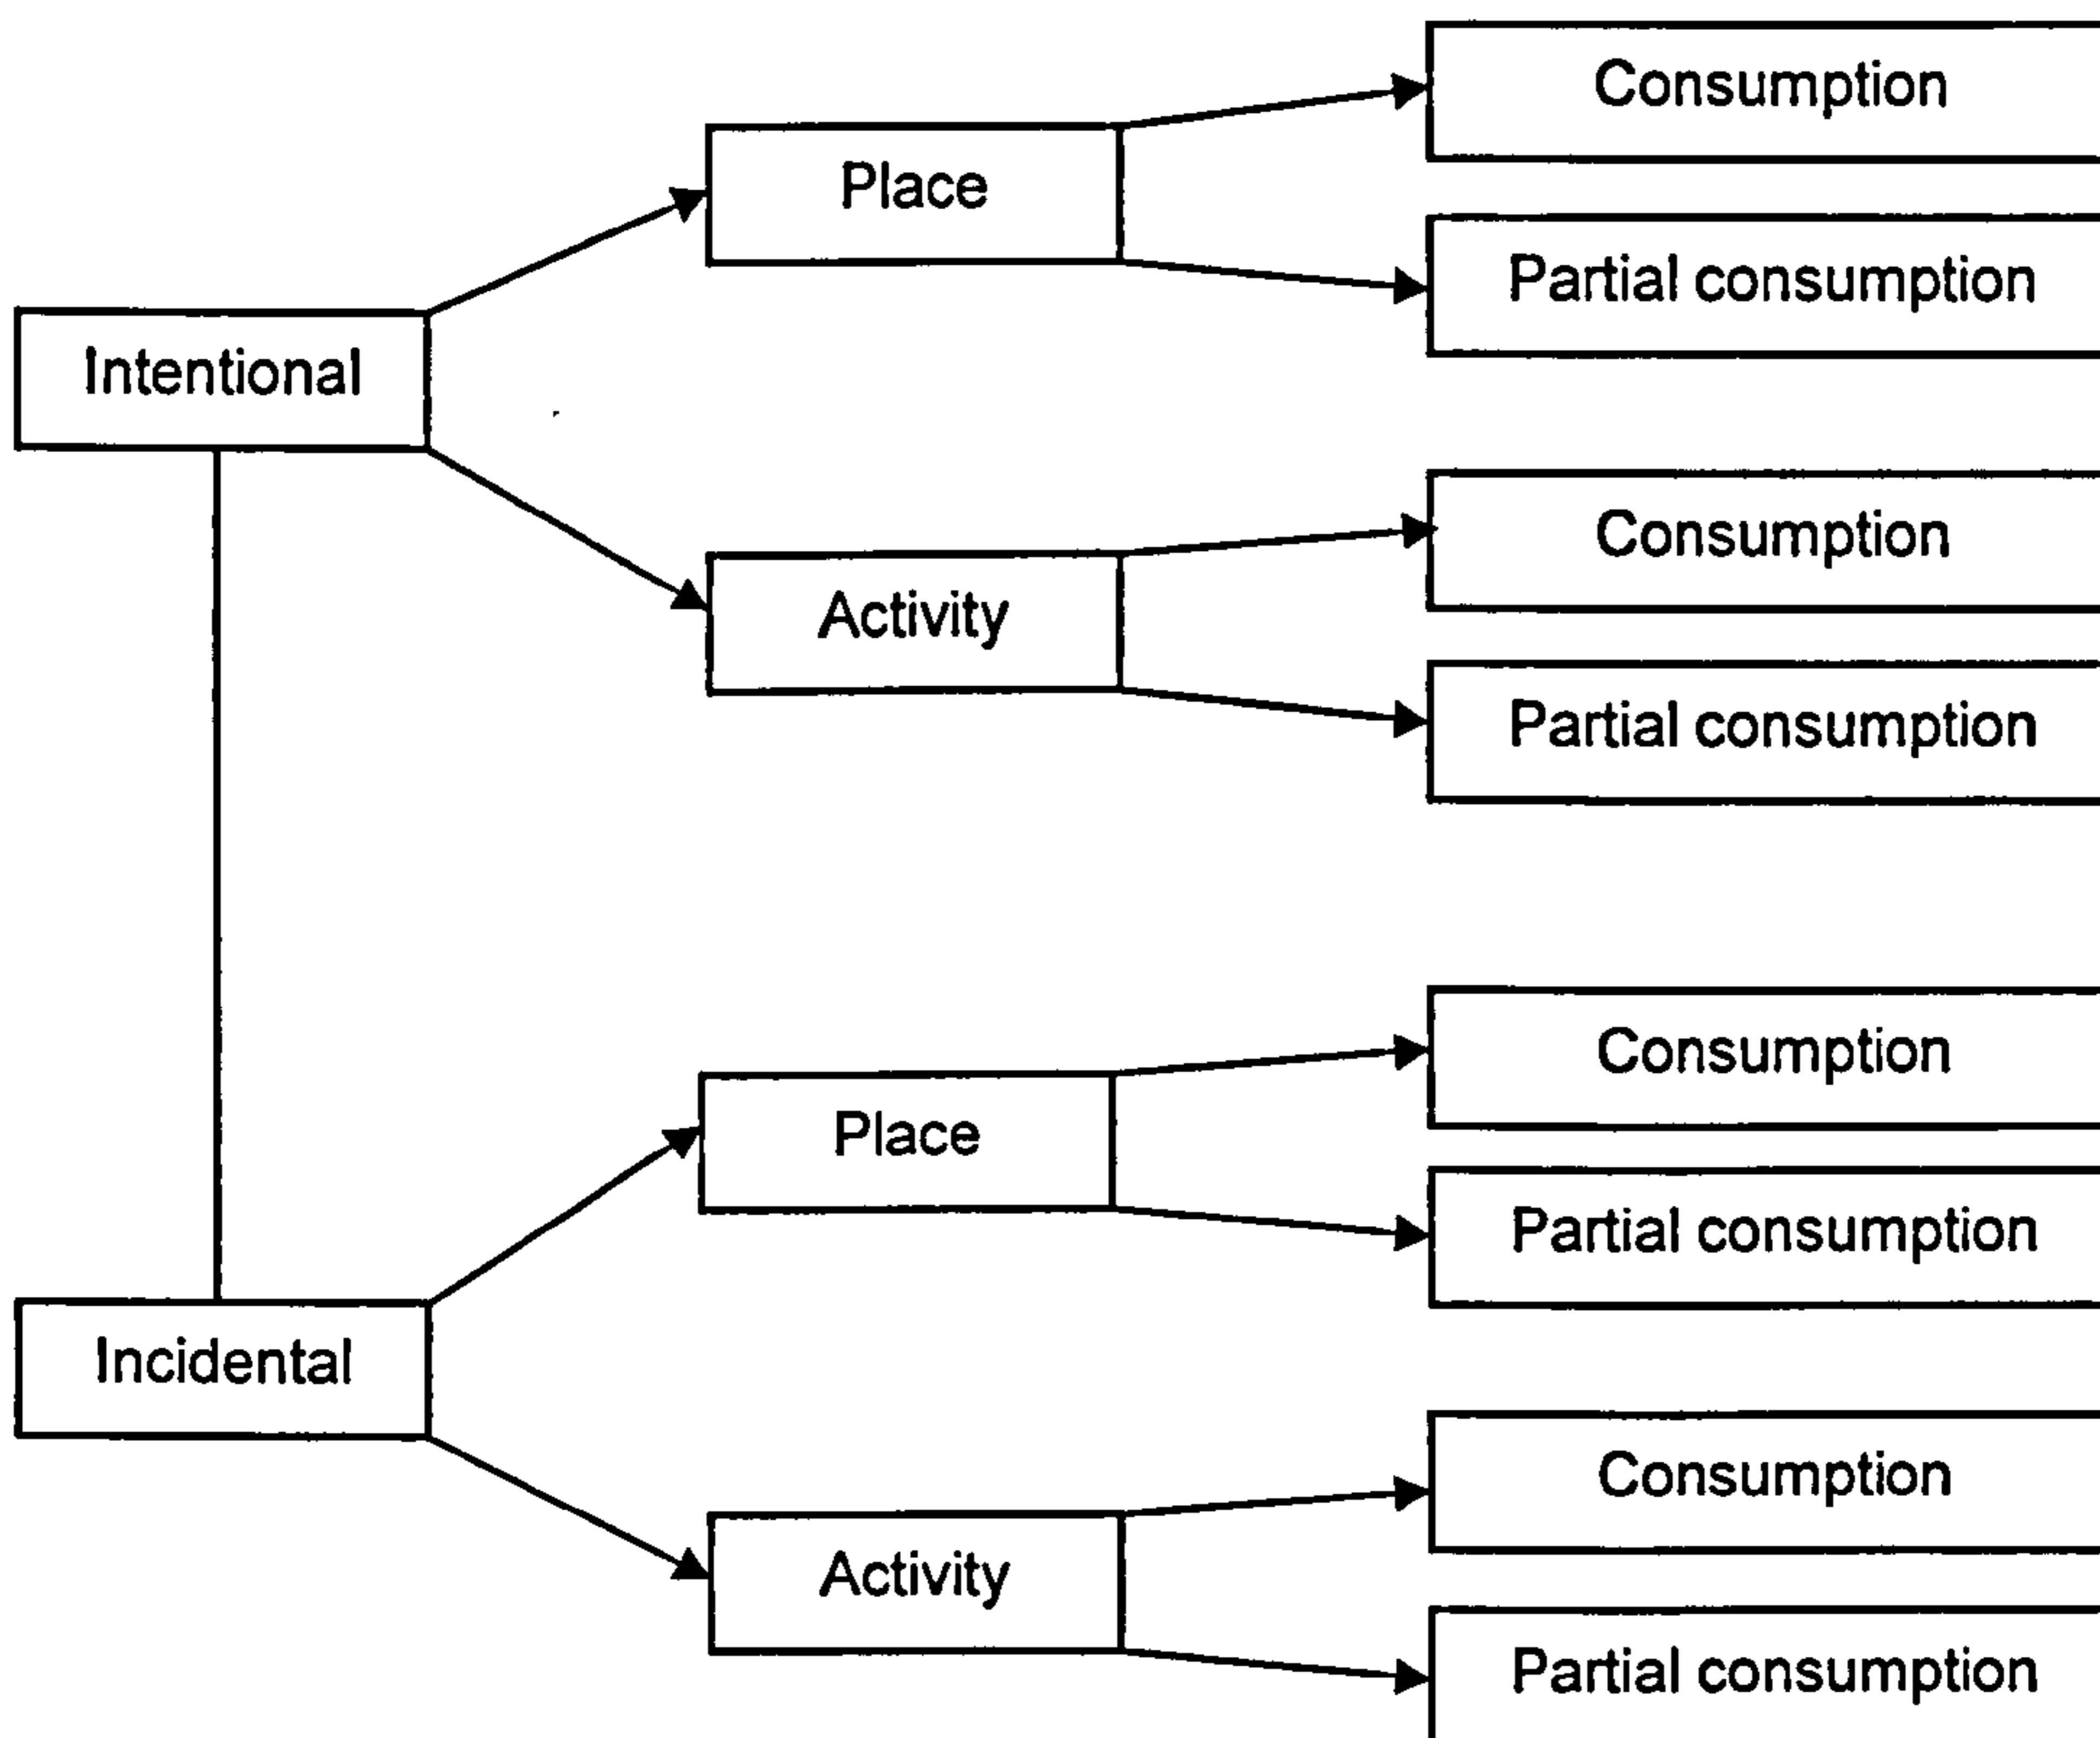 Consumption
Place
Partial consumption
Intentional
Consumption
Activity
Partial consumption
Consumption
Place
Partial consumption
Incidental
Consumption
Activity
Partial consumption